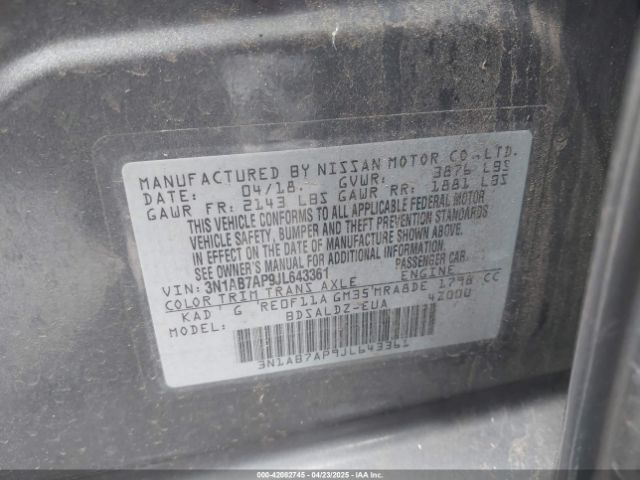 MANUFACTURED BY NISSAN MOTOR CO.,LTD.
DATE: 04/18 GVWR: 3876 LBS
GAWR FR: 2143 LBS GAWR RR: 1881 LBS
THIS VEHICLE CONFORMS TO ALL APPLICABLE FEDERAL MOTOR
VEHICLE SAFETY, BUMPER AND THEFT PREVENTION STANDARDS
IN EFFECT ON THE DATE OF MANUFACTURE SHOWN ABOVE.
SEE OWNER'S MANUAL FOR ADDITIONAL INFORMATION.
VIN: 3N1AB7AP9JL643361 PASSENGER CAR
COLOR TRIM TRANS AXLE ENGINE
KAD G RE0F11A GM35 MRA8DE 1798 CC
MODEL: BDSALDZ-EUA 4Z000
3N1AB7AP9JL643361
000-42082745 - 04/23/2025 - IAAI.com